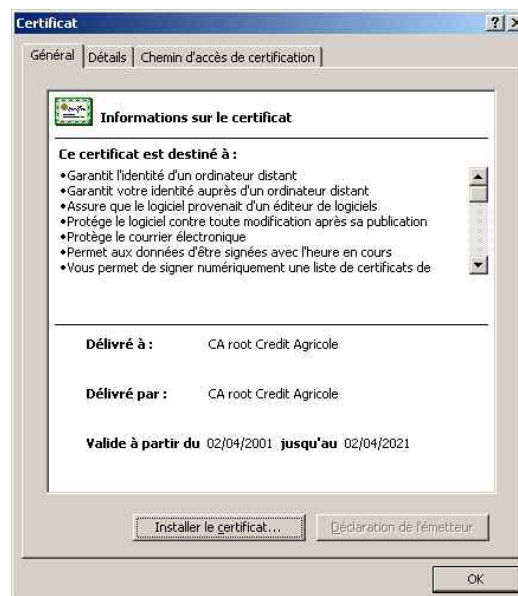 Certificat
Général Détails Chemin d'accès de certification
Informations sur le certificat
Ce certificat est destiné à :
•Garantit l'identité d'un ordinateur distant
•Garantit votre identité auprès d'un ordinateur distant
•Assure que le logiciel provenait d'un éditeur de logiciels
•Protége le logiciel contre toute modification après sa publication
•Protège le courrier électronique
•Permet aux données d'être signées avec l'heure en cours
•Vous permet de signer numériquement une liste de certificats de
Délivré à : CA root Credit Agricole
Délivré par : CA root Credit Agricole
Valide à partir du 02/04/2001 jusqu'au 02/04/2021
Installer le certificat... Déclaration de l'émetteur
OK